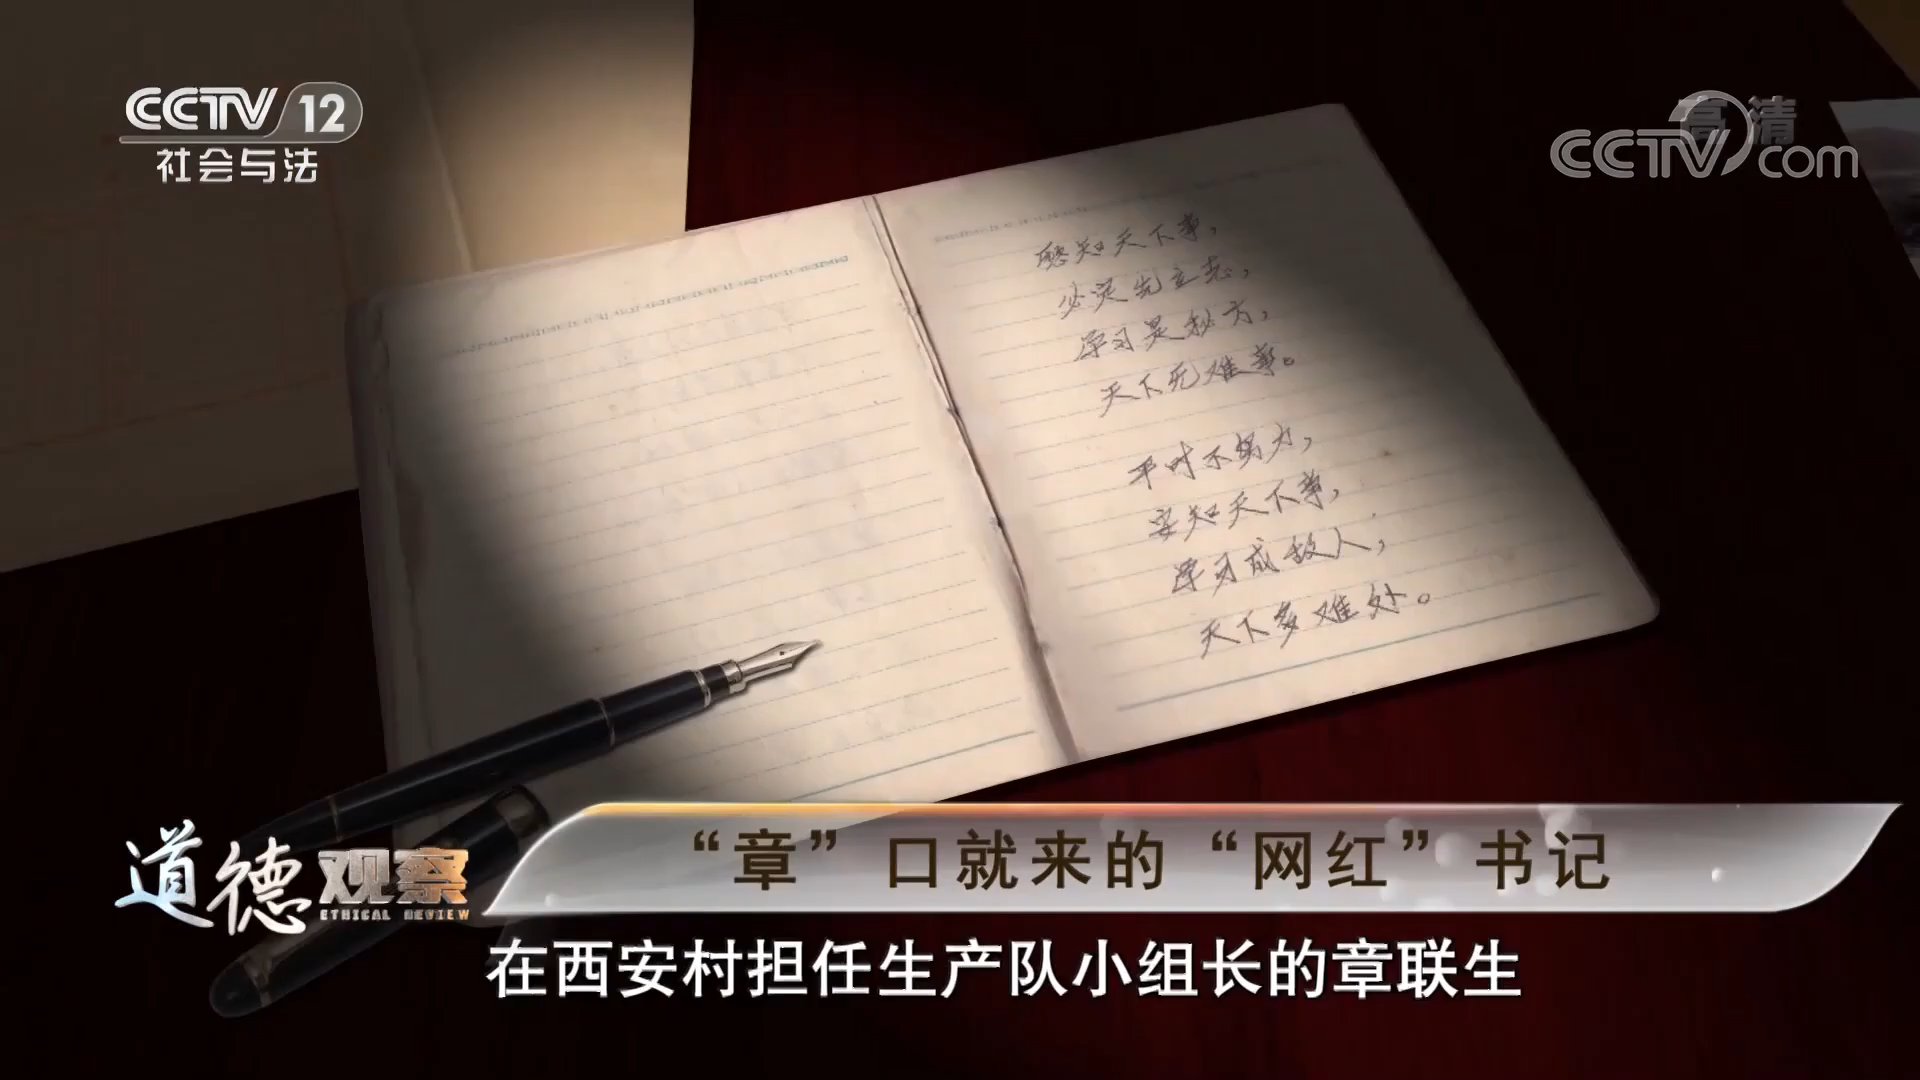 CCTV 12
社会与法
高清
CCTV.com
感知天下事，
必定先立志，
学习是秘方，
天下无难事。
平时不努力，
安知天下事，
学习成敌人，
天下多难处。
道德观察
ETHICAL REVIEW
“章”口就来的“网红”书记
在西安村担任生产队小组长的章联生